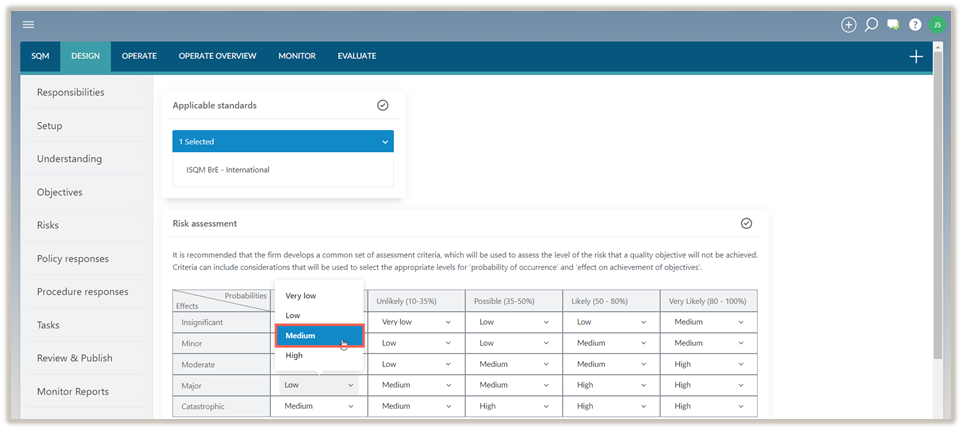 JS
SQM DESIGN OPERATE OPERATE OVERVIEW MONITOR EVALUATE
Responsibilities
Setup
Understanding
Objectives
Risks
Policy responses
Procedure responses
Tasks
Review & Publish
Monitor Reports
Applicable standards
1 Selected
ISQM BrE - International
Risk assessment
It is recommended that the firm develops a common set of assessment criteria, which will be used to assess the level of the risk that a quality objective will not be achieved.
Criteria can include considerations that will be used to select the appropriate levels for 'probability of occurrence' and 'effect on achievement of objectives'.
Probabilities
Effects
Unlikely (10-35%) Possible (35-50%) Likely (50 - 80%) Very Likely (80 - 100%)
Very low
Low
Medium
High
Insignificant Very low Low Low Medium
Minor Low Low Medium Medium
Moderate Low Medium Medium High
Major Low Medium Medium High High
Catastrophic Medium Medium High High High